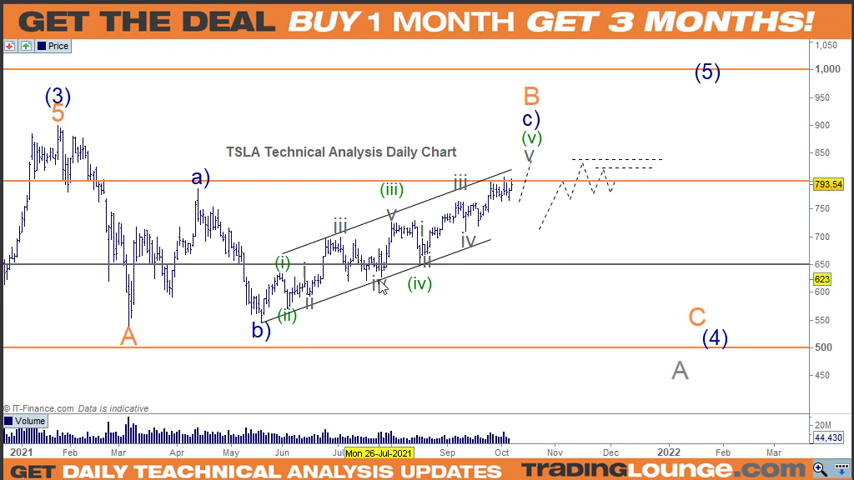 GET THE DEAL BUY 1 MONTH GET 3 MONTHS!
Price
1,050
(3)
5
1,000
(5)
950
B
900
c)
(v)
v
850
TSLA Technical Analysis Daily Chart
a)
(iii)
iii
793.54
v
750
iii
i
700
iv
(i)
i
ii
650
623
iv
(iv)
600
ii
(ii)
b)
550
A
C
(4)
500
A
450
© IT-Finance.com Data is indicative
Volume
20M
44,430
2021 Feb Mar Apr May Jun Jul Mon 26-Jul-2021 Sep Oct Nov Dec 2022 Feb Mar
GET DAILY TEACHNICAL ANALYSIS UPDATES TRADINGLOUNGE.com